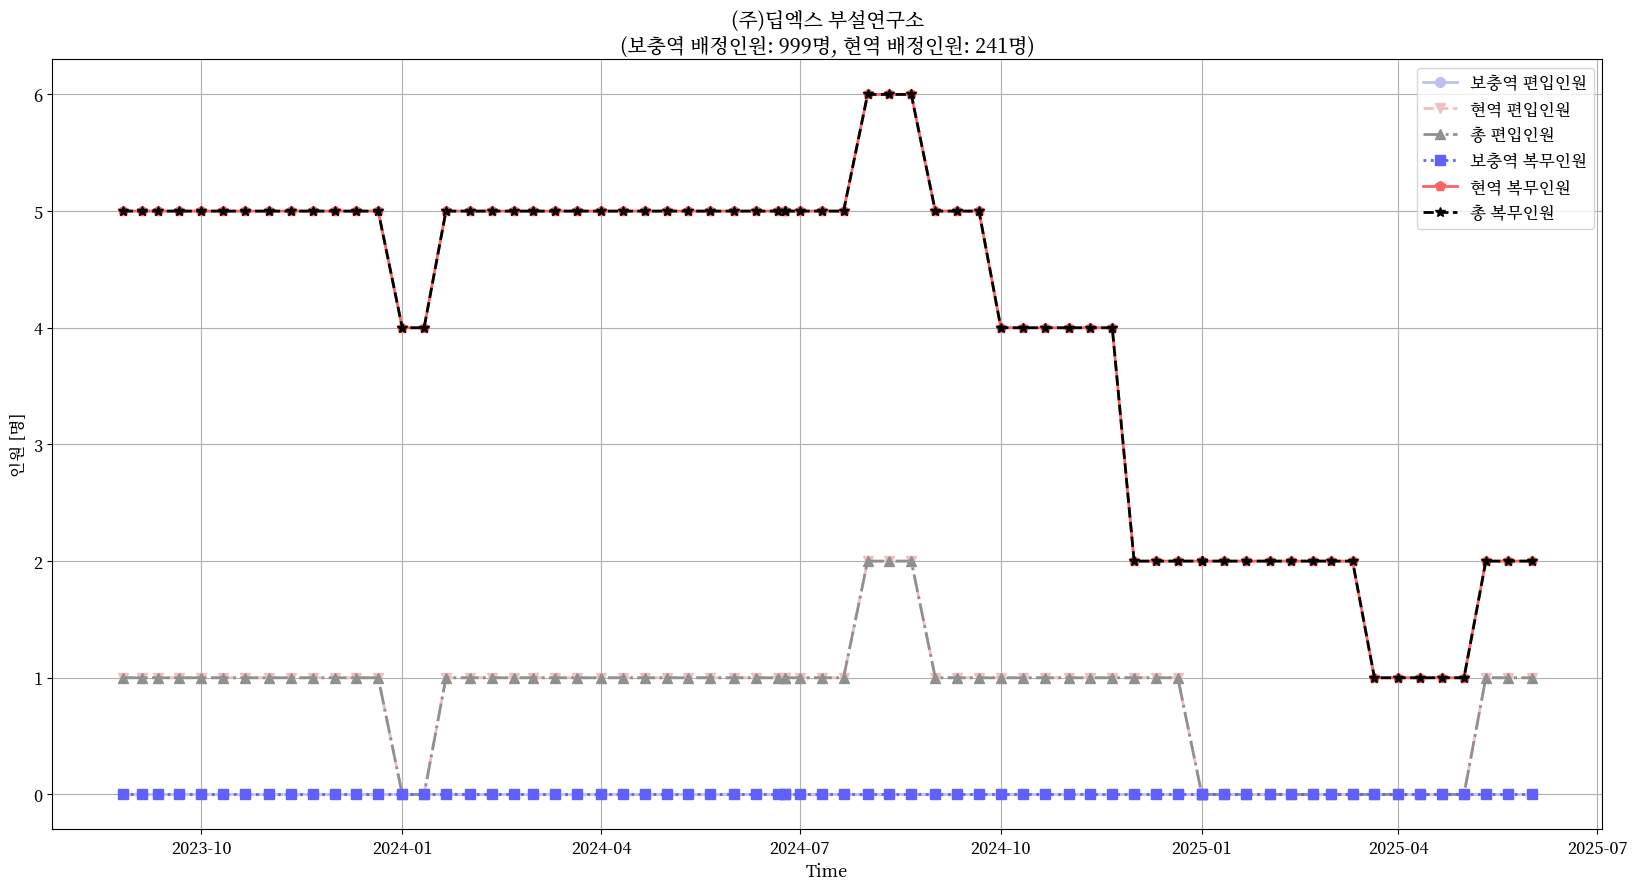 (주)딥엑스 부설연구소
(보충역 배정인원: 999명, 현역 배정인원: 241명)
보충역 편입인원
현역 편입인원
총 편입인원
보충역 복무인원
현역 복무인원
총 복무인원
인원 [명]
6
5
4
3
2
1
0
2023-10 2024-01 2024-04 2024-07 2024-10 2025-01 2025-04 2025-07
Time